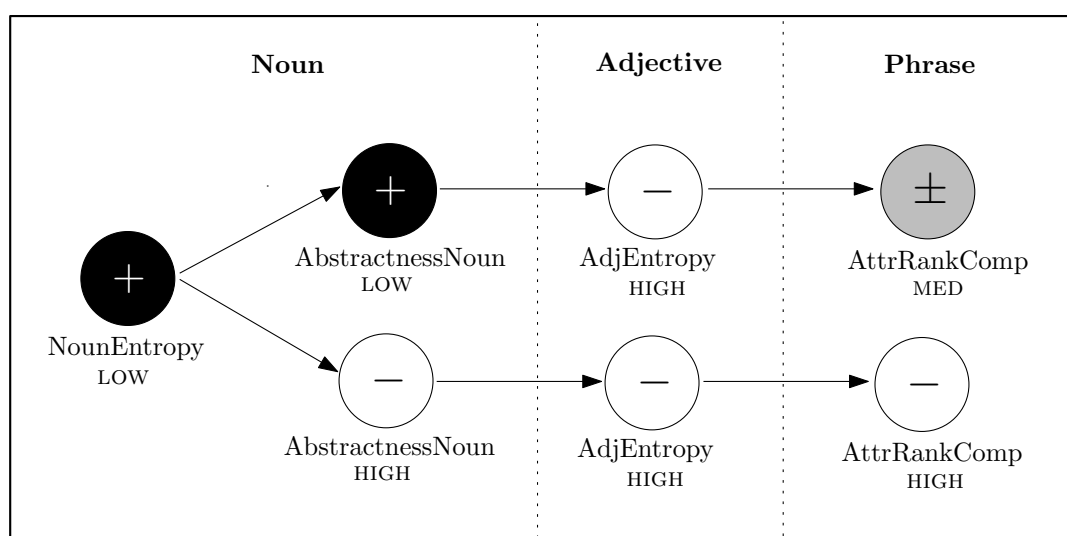 Noun
Adjective
Phrase
+
−
±
AbstractnessNoun
LOW
AdjEntropy
HIGH
AttrRankComp
MED
+
NounEntropy
LOW
−
−
−
AbstractnessNoun
HIGH
AdjEntropy
HIGH
AttrRankComp
HIGH